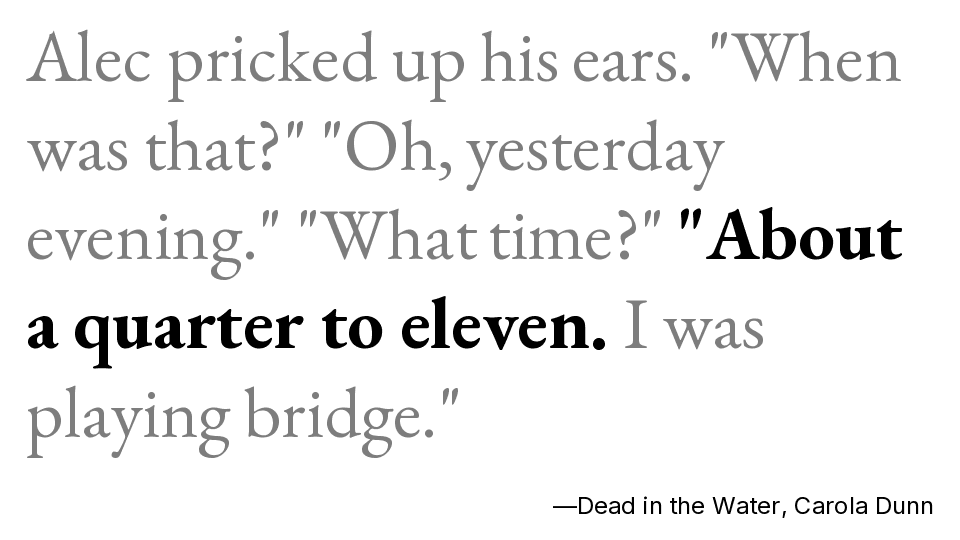 Alec pricked up his ears. "When
was that?" "Oh, yesterday
evening." "What time?" "About
a quarter to eleven. I was
playing bridge."
—Dead in the Water, Carola Dunn